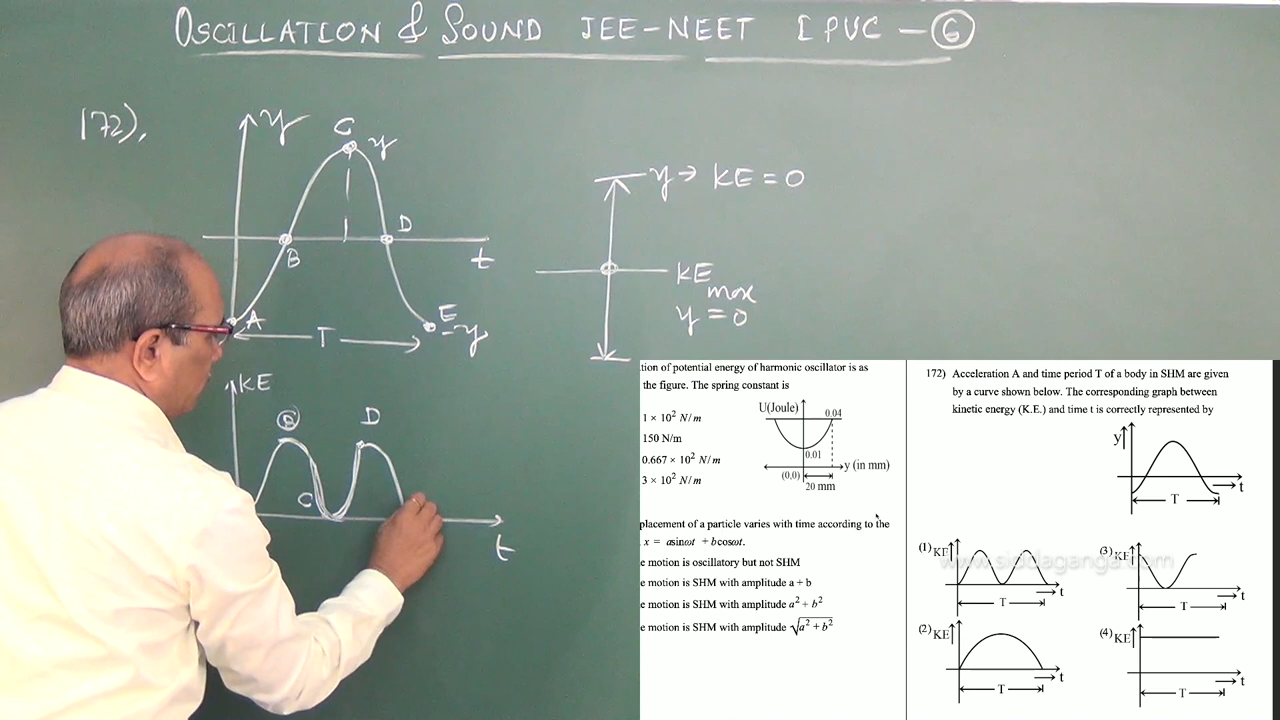 OSCILLATION & SOUND JEE-NEET I PUC - 6
172).
y
C
y
B
D
t
A
T
E
-y
y → KE = 0
KE max
y = 0
KE
B
D
C
t
tion of potential energy of harmonic oscillator is as
the figure. The spring constant is
1 × 10² N/m
150 N/m
0.667 × 10² N/m
3 × 10² N/m
U(Joule)
0.04
0.01
y (in mm)
(0,0)
20 mm
placement of a particle varies with time according to the
x = asinωt + bcosωt.
e motion is oscillatory but not SHM
e motion is SHM with amplitude a + b
e motion is SHM with amplitude a² + b²
e motion is SHM with amplitude √a² + b²
172) Acceleration A and time period T of a body in SHM are given
by a curve shown below. The corresponding graph between
kinetic energy (K.E.) and time t is correctly represented by
y
t
T
(1) KE
t
T
(3) KE
t
T
www.siddaganga.com
(2) KE
t
T
(4) KE
t
T